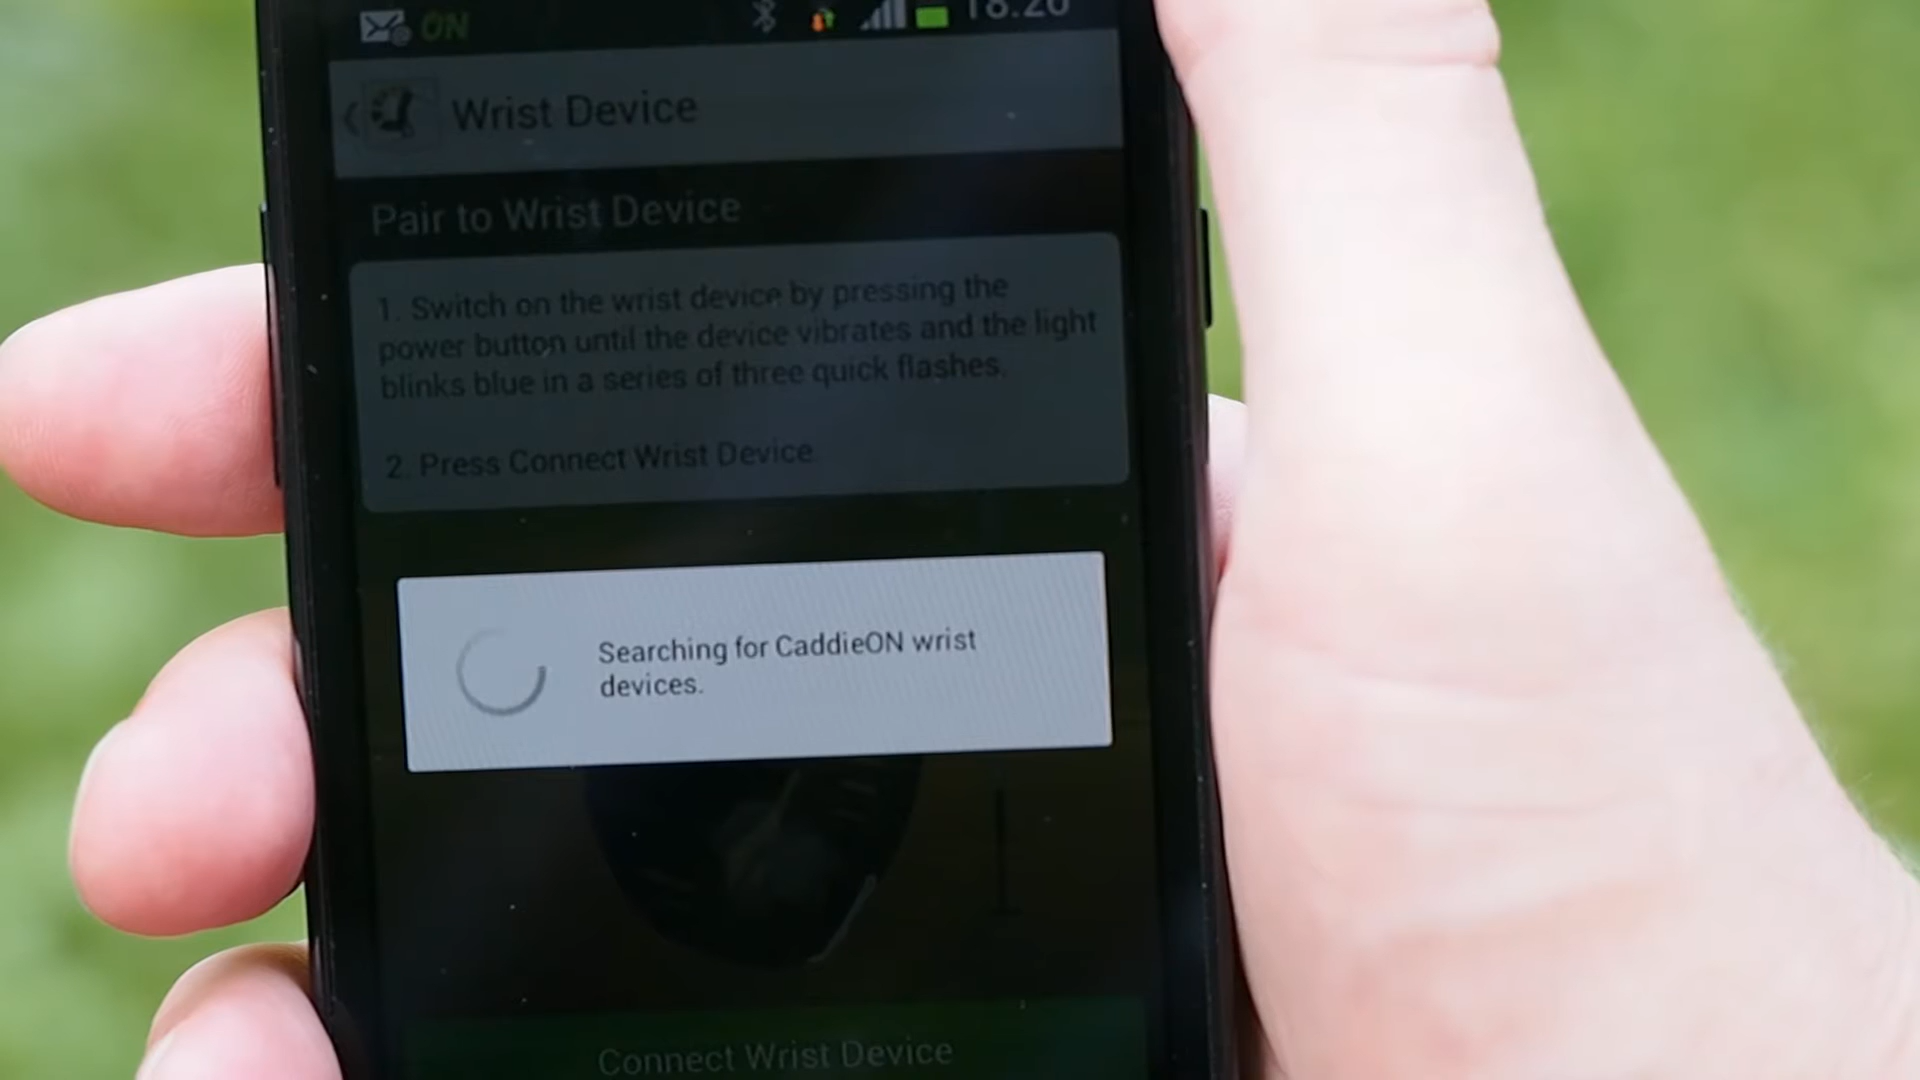 ON
18:20
Wrist Device
Pair to Wrist Device
1. Switch on the wrist device by pressing the
power button until the device vibrates and the light
blinks blue in a series of three quick flashes.
2. Press Connect Wrist Device
Searching for CaddieON wrist
devices.
Connect Wrist Device